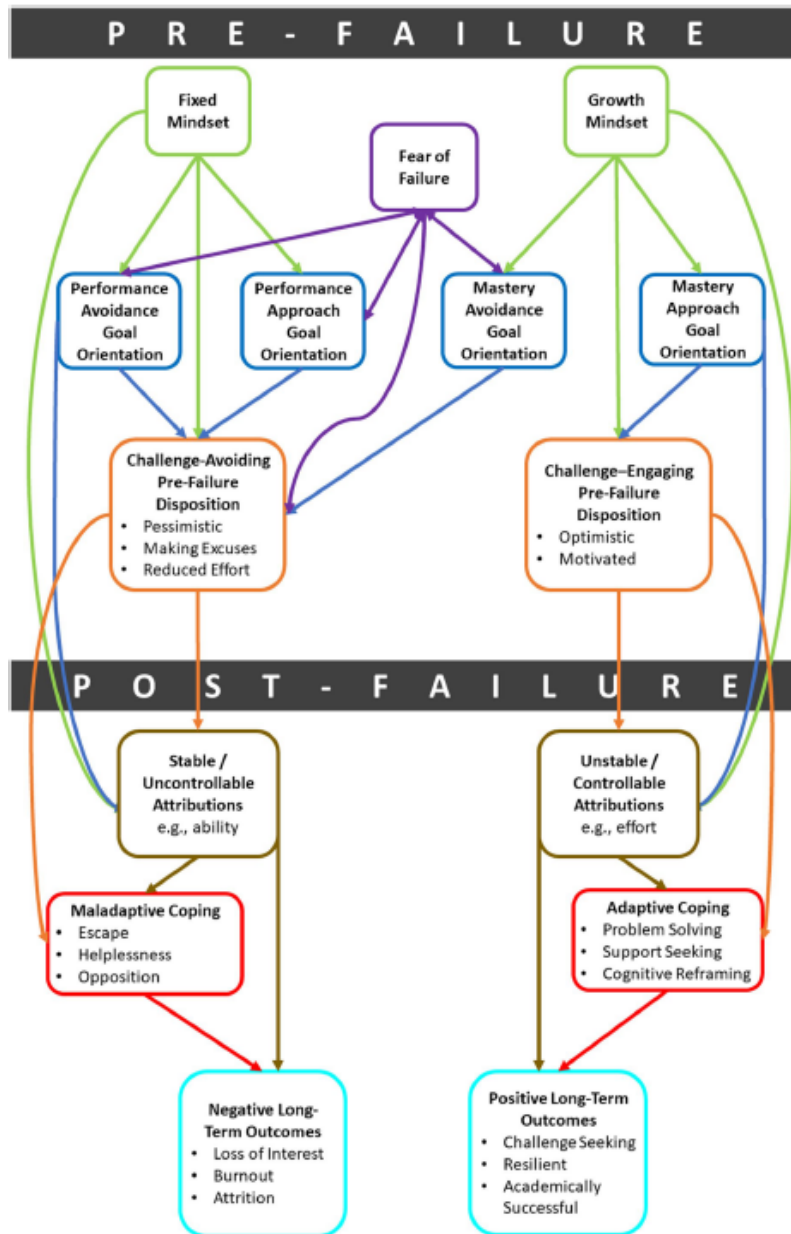 PRE-FAILURE
Fixed
Mindset
Growth
Mindset
Fear of
Failure
Performance
Avoidance
Goal
Orientation
Performance
Approach
Goal
Orientation
Mastery
Avoidance
Goal
Orientation
Mastery
Approach
Goal
Orientation
Challenge-Avoiding
Pre-Failure
Disposition
• Pessimistic
• Making Excuses
• Reduced Effort
Challenge–Engaging
Pre-Failure
Disposition
• Optimistic
• Motivated
POST-FAILURE
Stable /
Uncontrollable
Attributions
e.g., ability
Unstable /
Controllable
Attributions
e.g., effort
Maladaptive Coping
• Escape
• Helplessness
• Opposition
Adaptive Coping
• Problem Solving
• Support Seeking
• Cognitive Reframing
Negative Long-
Term Outcomes
• Loss of Interest
• Burnout
• Attrition
Positive Long-Term
Outcomes
• Challenge Seeking
• Resilient
• Academically
Successful